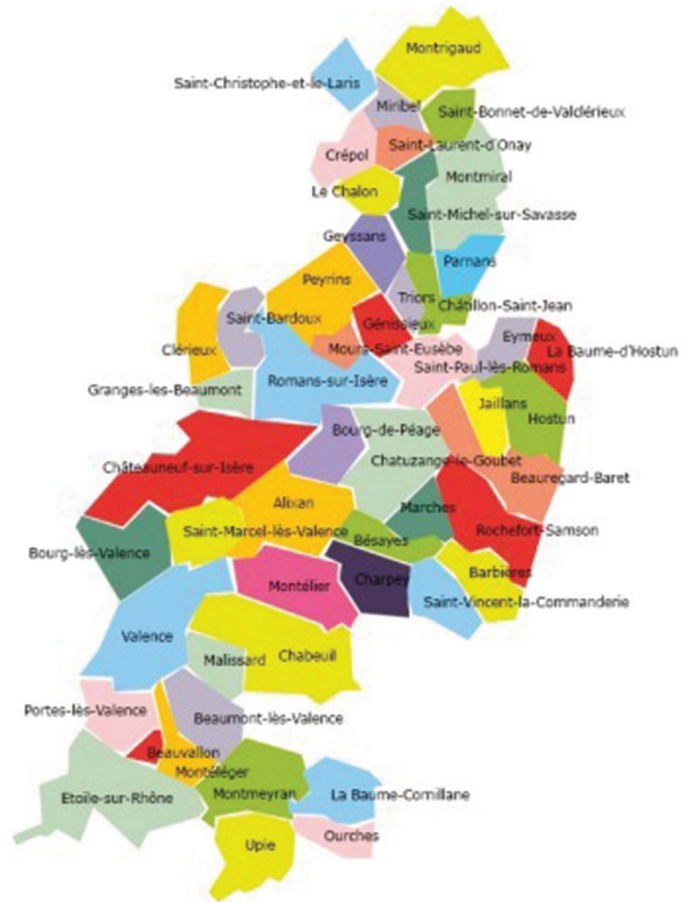 Montrigaud
Saint-Christophe-et-le-Laris
Miribel
Saint-Bonnet-de-Valclérieux
Saint-Laurent-d'Onay
Crépol
Montmiral
Le Chalon
Saint-Michel-sur-Savasse
Geyssans
Parnans
Peyrins
Triors
Châtillon-Saint-Jean
Saint-Bardoux
Génissieux
Eymeux
Clérieux
Mours-Saint-Eusèbe
La Baume-d'Hostun
Saint-Paul-lès-Romans
Romans-sur-Isère
Granges-les-Beaumont
Jaillans
Hostun
Bourg-de-Péage
Chatuzange-le-Goubet
Châteauneuf-sur-Isère
Beauregard-Baret
Alixan
Marches
Saint-Marcel-lès-Valence
Rochefort-Samson
Bésayes
Bourg-lès-Valence
Barbières
Charpey
Montélier
Saint-Vincent-la-Commanderie
Valence
Malissard
Chabeuil
Portes-lès-Valence
Beaumont-lès-Valence
Beauvallon
Montéléger
Etoile-sur-Rhône
Montmeyran
La Baume-Cornillane
Ourches
Upie